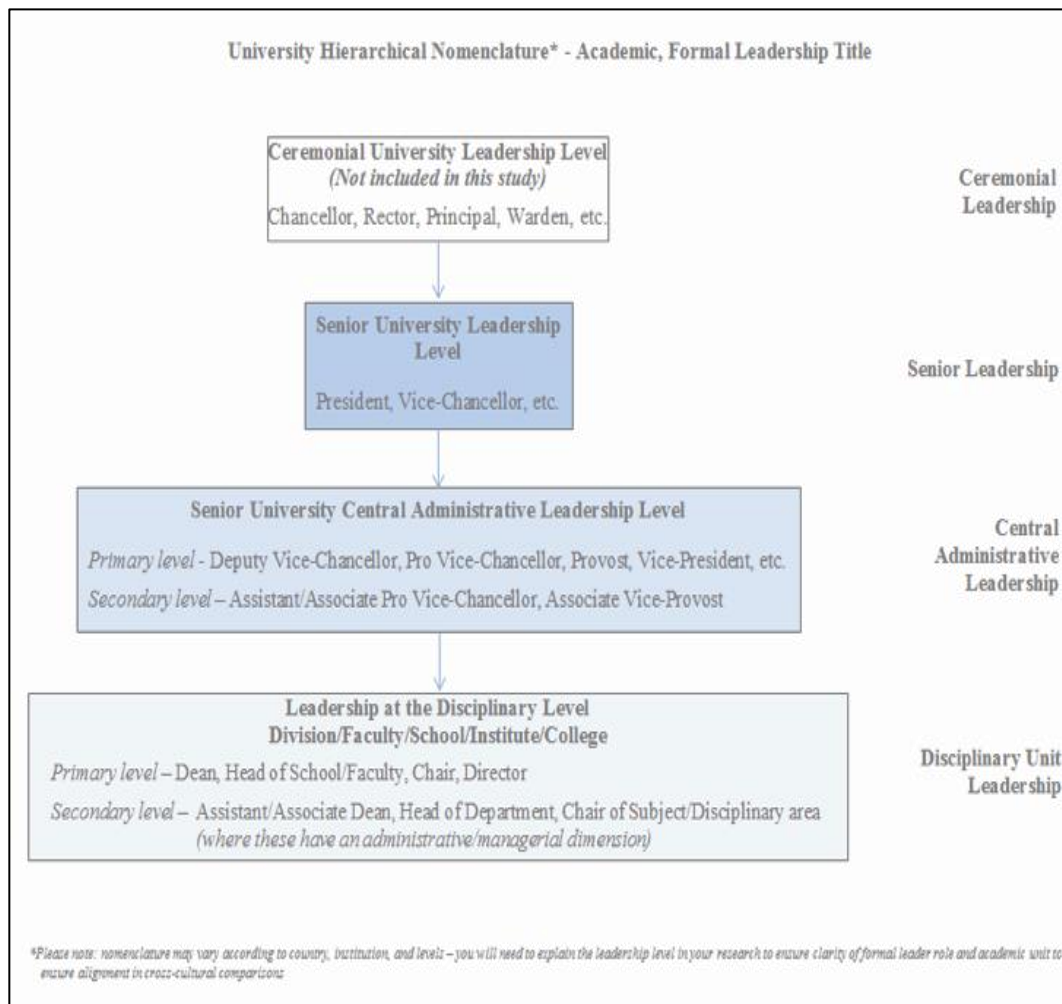 University Hierarchical Nomenclature* - Academic, Formal Leadership Title
Ceremonial University Leadership Level
(Not included in this study)
Chancellor, Rector, Principal, Warden, etc.
Ceremonial
Leadership
Senior University Leadership
Level
President, Vice-Chancellor, etc.
Senior Leadership
Senior University Central Administrative Leadership Level
Primary level - Deputy Vice-Chancellor, Pro Vice-Chancellor, Provost, Vice-President, etc.
Secondary level – Assistant/Associate Pro Vice-Chancellor, Associate Vice-Provost
Central
Administrative
Leadership
Leadership at the Disciplinary Level
Division/Faculty/School/Institute/College
Primary level – Dean, Head of School/Faculty, Chair, Director
Secondary level – Assistant/Associate Dean, Head of Department, Chair of Subject/Disciplinary area
(where these have an administrative/managerial dimension)
Disciplinary Unit
Leadership
*Please note: nomenclature may vary according to country, institution, and levels – you will need to explain the leadership level in your research to ensure clarity of formal leader role and academic unit to
ensure alignment in cross-cultural comparisons